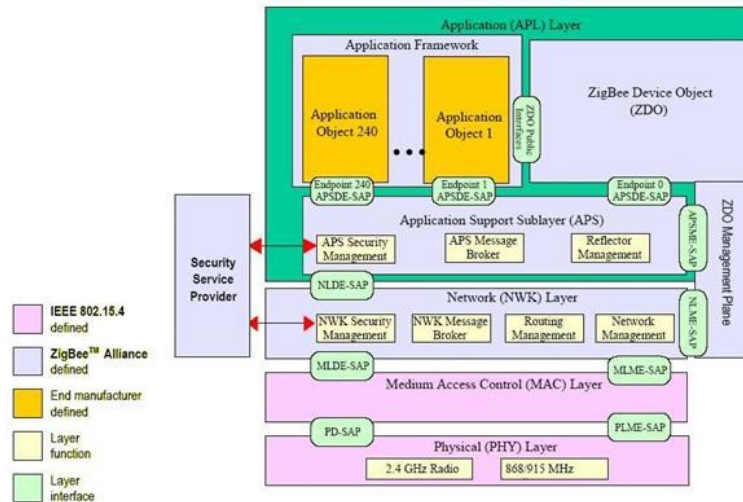 Application (APL) Layer
Application Framework
Application
Object 240
•••
Application
Object 1
ZDO Public
Interfaces
ZigBee Device Object
(ZDO)
Endpoint 240
APSDE-SAP
Endpoint 1
APSDE-SAP
Endpoint 0
APSDE-SAP
Application Support Sublayer (APS)
APS Security
Management
APS Message
Broker
Reflector
Management
APSME-SAP
ZDO Management Plane
Security
Service
Provider
NLDE-SAP
Network (NWK) Layer
NWK Security
Management
NWK Message
Broker
Routing
Management
Network
Management
NLME-SAP
MLDE-SAP
MLME-SAP
Medium Access Control (MAC) Layer
PD-SAP
PLME-SAP
Physical (PHY) Layer
2.4 GHz Radio
868/915 MHz
IEEE 802.15.4
defined
ZigBee™ Alliance
defined
End manufacturer
defined
Layer
function
Layer
interface